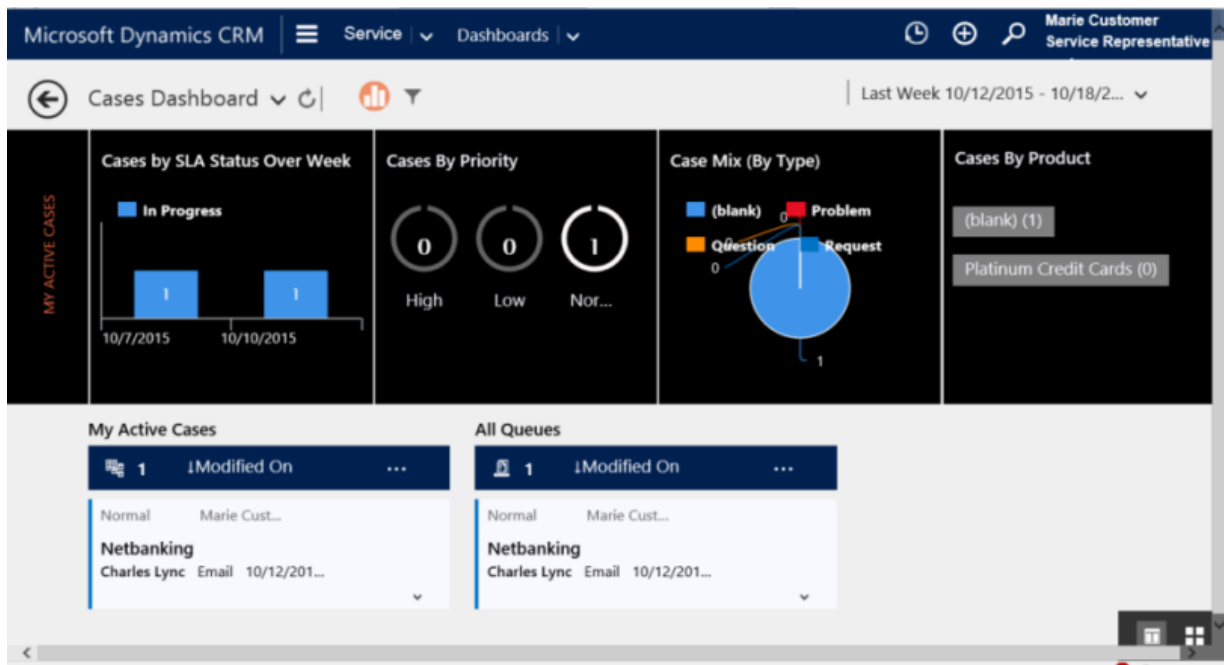 Microsoft Dynamics CRM
Service
Dashboards
Marie Customer
Service Representative
Cases Dashboard
Last Week 10/12/2015 - 10/18/2...
MY ACTIVE CASES
Cases by SLA Status Over Week
In Progress
1
1
10/7/2015
10/10/2015
Cases By Priority
0
0
1
High
Low
Nor...
Case Mix (By Type)
(blank)
0
Problem
Question
0
Request
0
1
Cases By Product
(blank) (1)
Platinum Credit Cards (0)
My Active Cases
1 ↓Modified On ...
Normal Marie Cust...
Netbanking
Charles Lync Email 10/12/201...
All Queues
1 ↓Modified On ...
Normal Marie Cust...
Netbanking
Charles Lync Email 10/12/201...